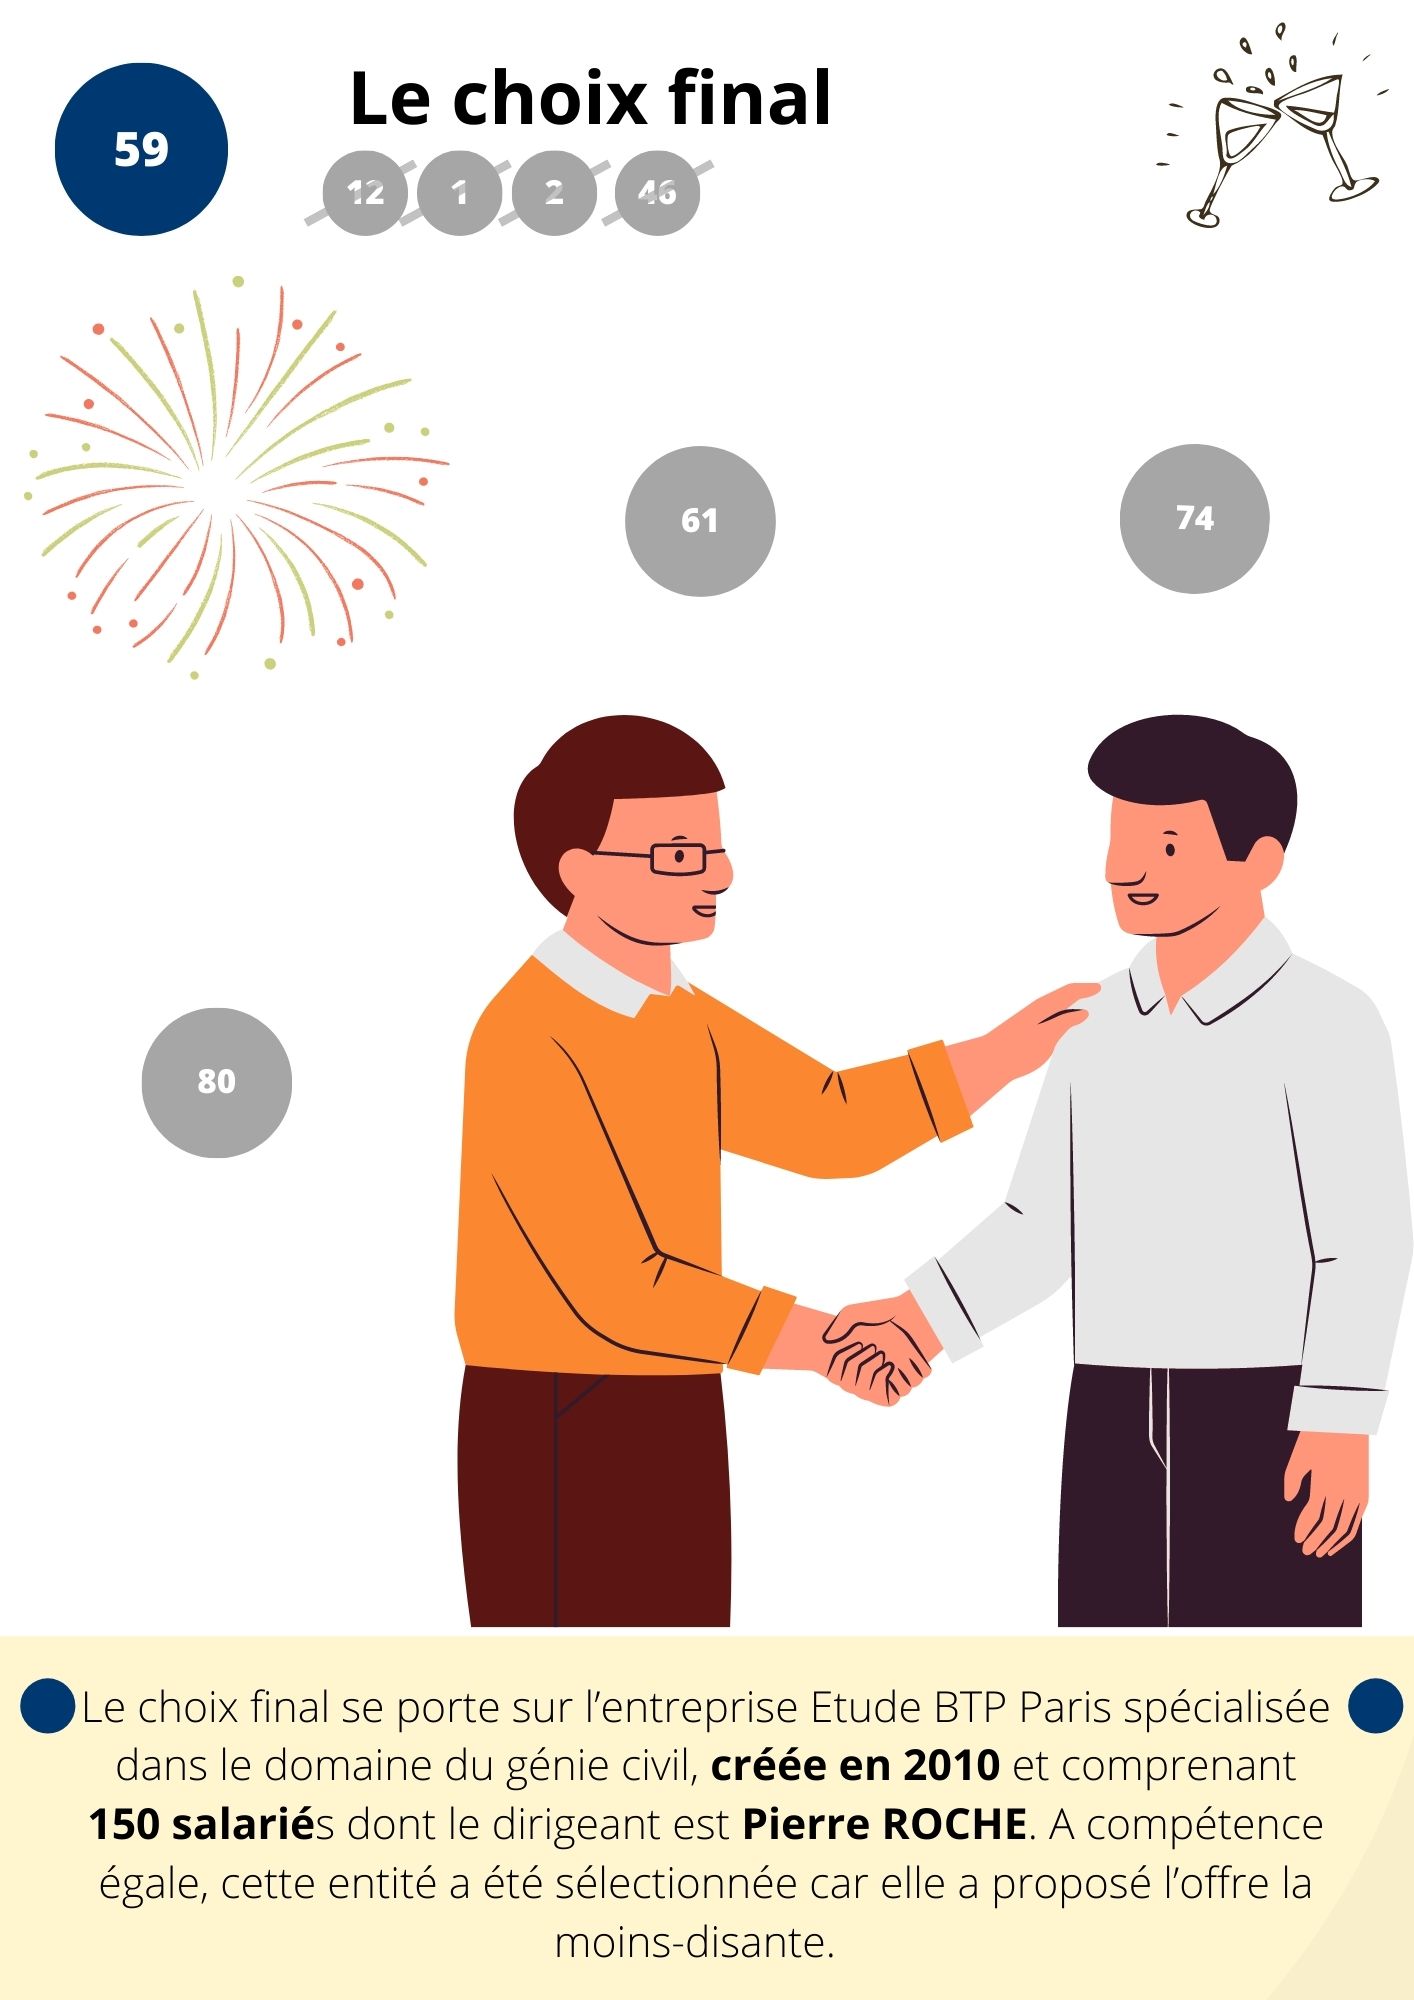 59
Le choix final
12 1 2 46
61
74
80
Le choix final se porte sur l’entreprise Etude BTP Paris spécialisée
dans le domaine du génie civil, créée en 2010 et comprenant
150 salariés dont le dirigeant est Pierre ROCHE. A compétence
égale, cette entité a été sélectionnée car elle a proposé l’offre la
moins-disante.